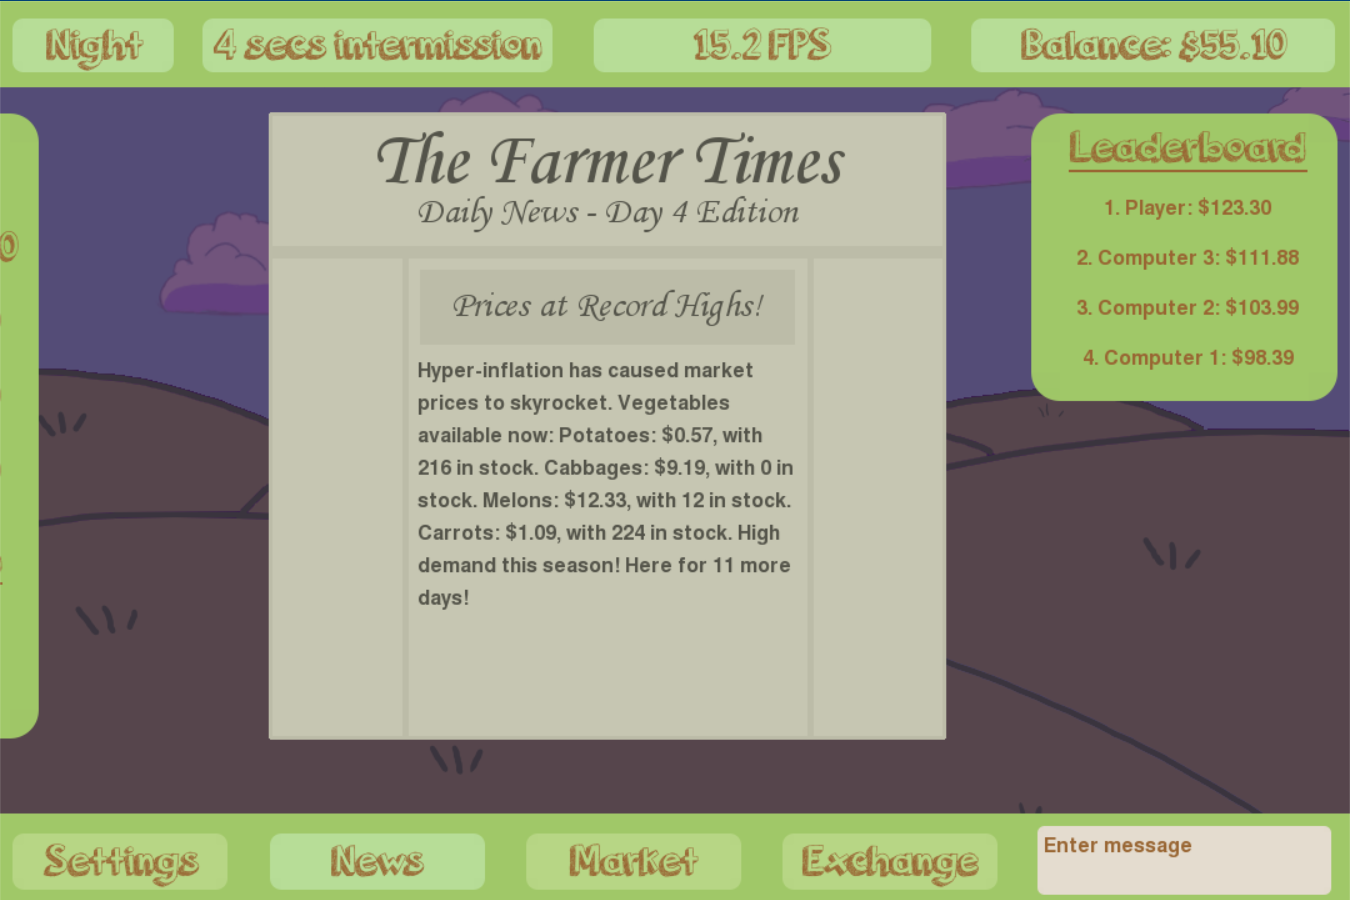 Night
4 secs intermission
15.2 FPS
Balance: $55.10
The Farmer Times
Daily News - Day 4 Edition
Prices at Record Highs!
Hyper-inflation has caused market
prices to skyrocket. Vegetables
available now: Potatoes: $0.57, with
216 in stock. Cabbages: $9.19, with 0 in
stock. Melons: $12.33, with 12 in stock.
Carrots: $1.09, with 224 in stock. High
demand this season! Here for 11 more
days!
Leaderboard
1. Player: $123.30
2. Computer 3: $111.88
3. Computer 2: $103.99
4. Computer 1: $98.39
Settings
News
Market
Exchange
Enter message